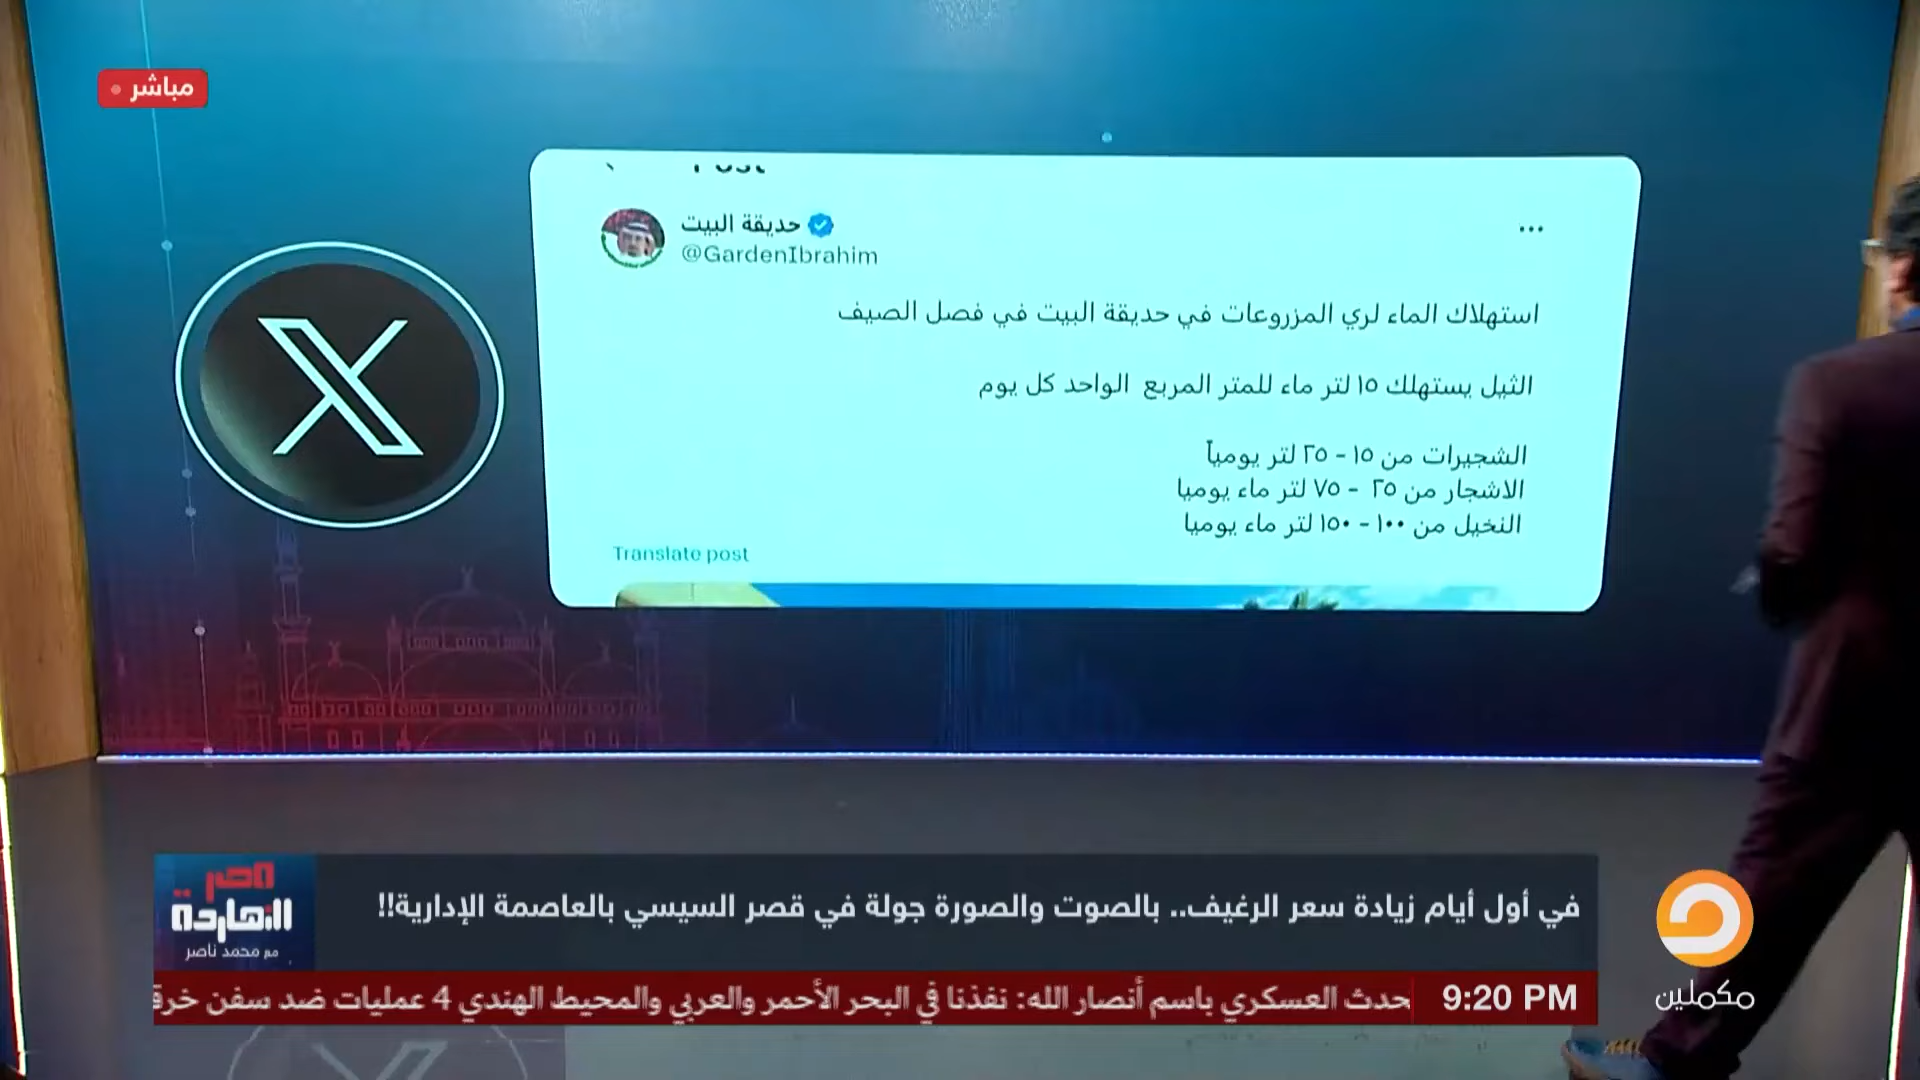 مباشر
Post
حديقة البيت
@GardenIbrahim
استهلاك الماء لري المزروعات في حديقة البيت في فصل الصيف
الثيل يستهلك ١٥ لتر ماء للمتر المربع الواحد كل يوم
الشجيرات من ١٥ - ٢٥ لتر يومياً
الاشجار من ٢٥ - ٧٥ لتر ماء يوميا
النخيل من ١٠٠ - ١٥٠ لتر ماء يوميا
Translate post
مصر
النهاردة
مع محمد ناصر
في أول أيام زيادة سعر الرغيف.. بالصوت والصورة جولة في قصر السيسي بالعاصمة الإدارية!!
العسكري باسم أنصار الله: نفذنا في البحر الأحمر والعربي والمحيط الهندي 4 عمليات ضد سفن
9:20 PM
مكملين